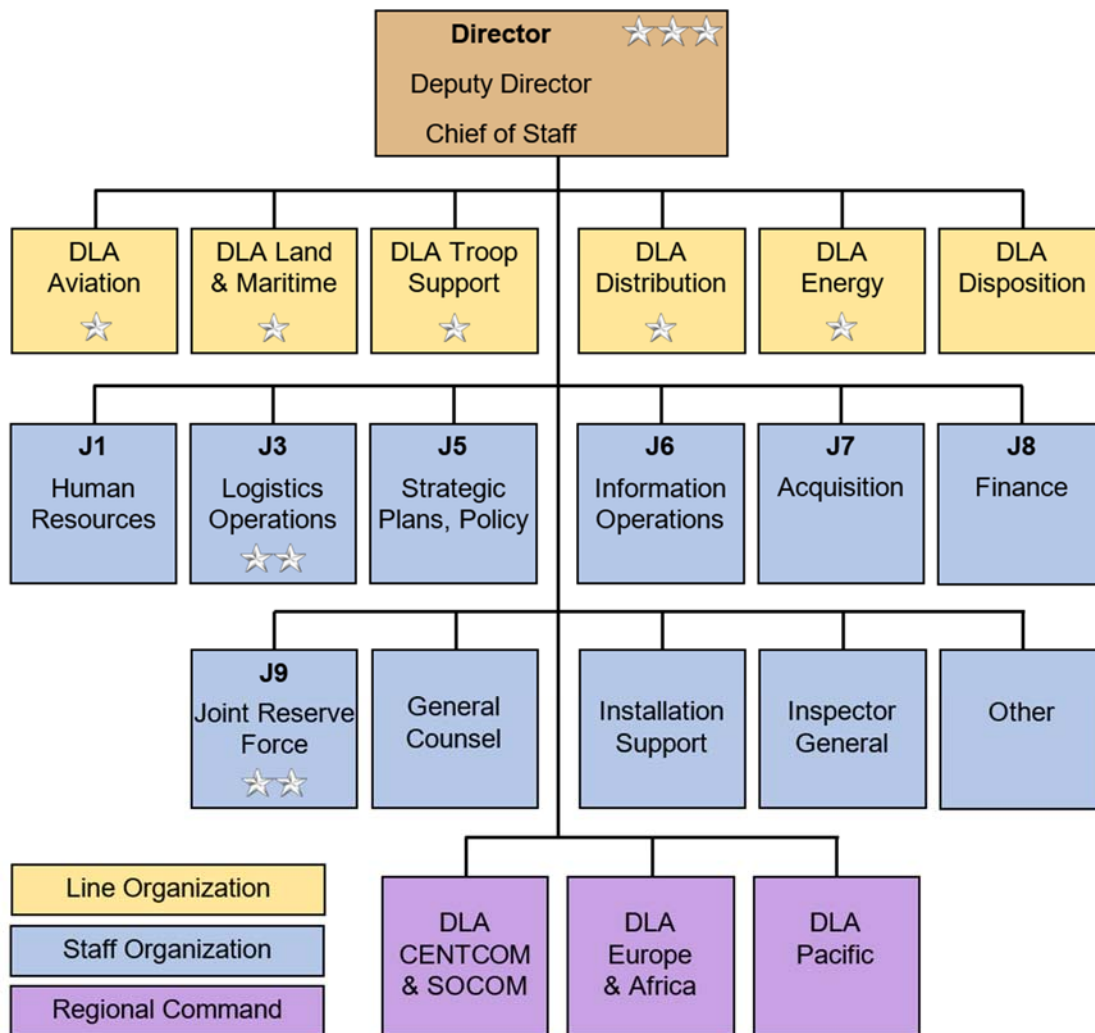 Director
Deputy Director
Chief of Staff
DLA
Aviation
DLA Land
& Maritime
DLA Troop
Support
DLA
Distribution
DLA
Energy
DLA
Disposition
J1
Human
Resources
J3
Logistics
Operations
J5
Strategic
Plans, Policy
J6
Information
Operations
J7
Acquisition
J8
Finance
J9
Joint Reserve
Force
General
Counsel
Installation
Support
Inspector
General
Other
Line Organization
Staff Organization
Regional Command
DLA
CENTCOM
& SOCOM
DLA
Europe
& Africa
DLA
Pacific